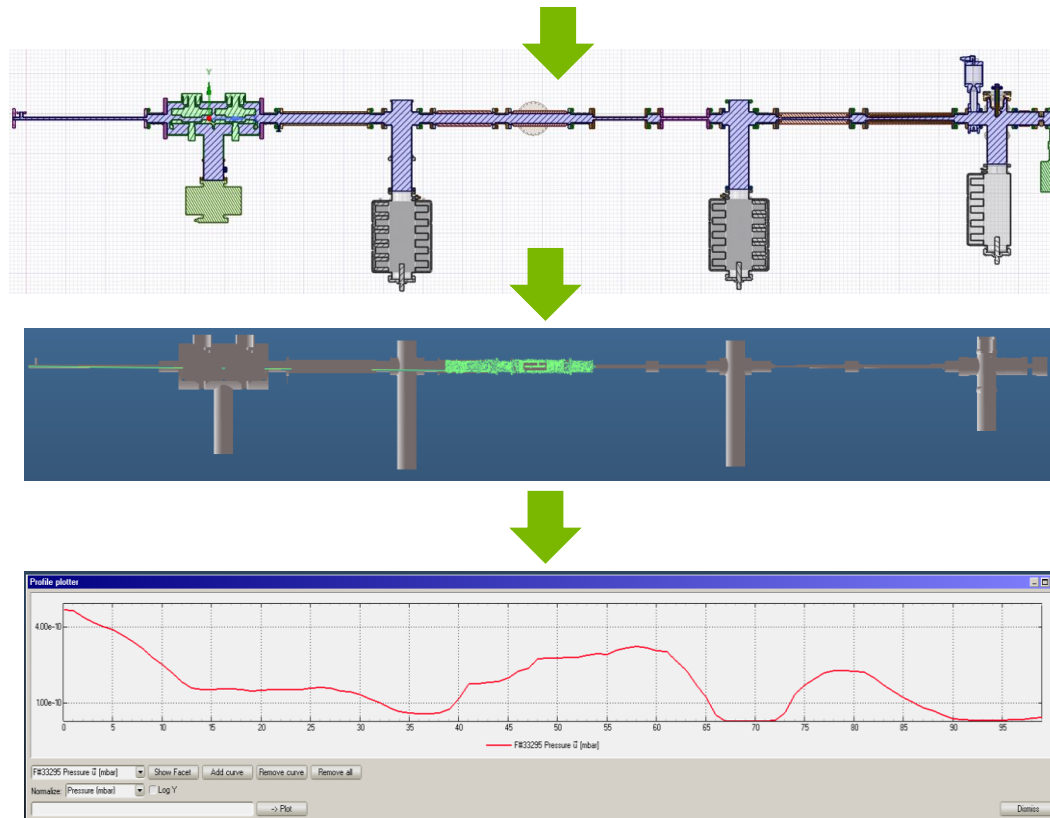 Y
Profile plotter
4.00e-10
1.00e-10
0 5 10 15 20 25 30 35 40 45 50 55 60 65 70 75 80 85 90 95
F#33295 Pressure ū [mbar]
F#33295 Pressure ū [mbar] Show Facet Add curve Remove curve Remove all
Normalize: Pressure (mbar) Log Y
-> Plot Dismiss